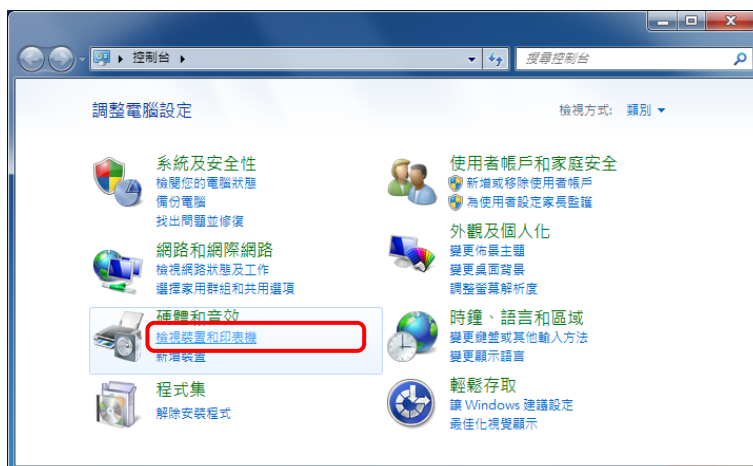 控制台
搜尋控制台
調整電腦設定
檢視方式: 類別
系統及安全性
檢閱您的電腦狀態
備份電腦
找出問題並修復
網路和網際網路
檢視網路狀態及工作
選擇家用群組和共用選項
硬體和音效
檢視裝置和印表機
新增裝置
程式集
解除安裝程式
使用者帳戶和家庭安全
新增或移除使用者帳戶
為使用者設定家長監護
外觀及個人化
變更佈景主題
變更桌面背景
調整螢幕解析度
時鐘、語言和區域
變更鍵盤或其他輸入方法
變更顯示語言
輕鬆存取
讓 Windows 建議設定
最佳化視覺顯示